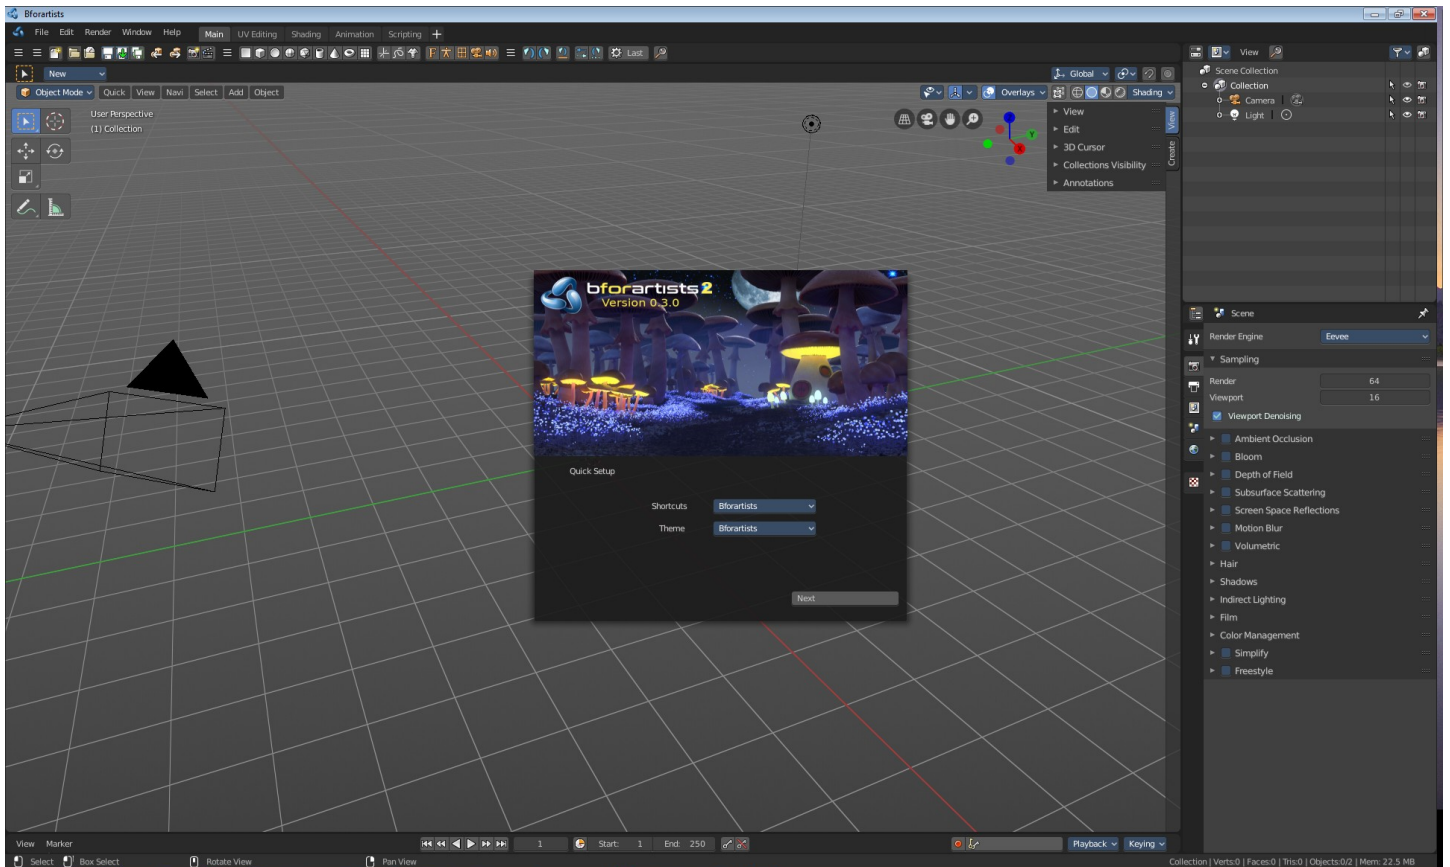 Bforartists
File Edit Render Window Help Main UV Editing Shading Animation Scripting +
Last
View
New
Global
Object Mode Quick View Navi Select Add Object
Overlays
Shading
User Perspective
(1) Collection
View
Edit
3D Cursor
Collections Visibility
Annotations
View
Create
Y
X
Scene Collection
Collection
Camera
Light
bforartists 2
Version 0.3.0
Quick Setup
Shortcuts Bforartists
Theme Bforartists
Next
Scene
Render Engine Eevee
Sampling
Render 64
Viewport 16
Viewport Denoising
Ambient Occlusion
Bloom
Depth of Field
Subsurface Scattering
Screen Space Reflections
Motion Blur
Volumetric
Hair
Shadows
Indirect Lighting
Film
Color Management
Simplify
Freestyle
View Marker
1 Start: 1 End: 250
Playback Keying
Select Box Select Rotate View Pan View
Collection | Verts:0 | Faces:0 | Tris:0 | Objects:0/2 | Mem: 22.5 MB